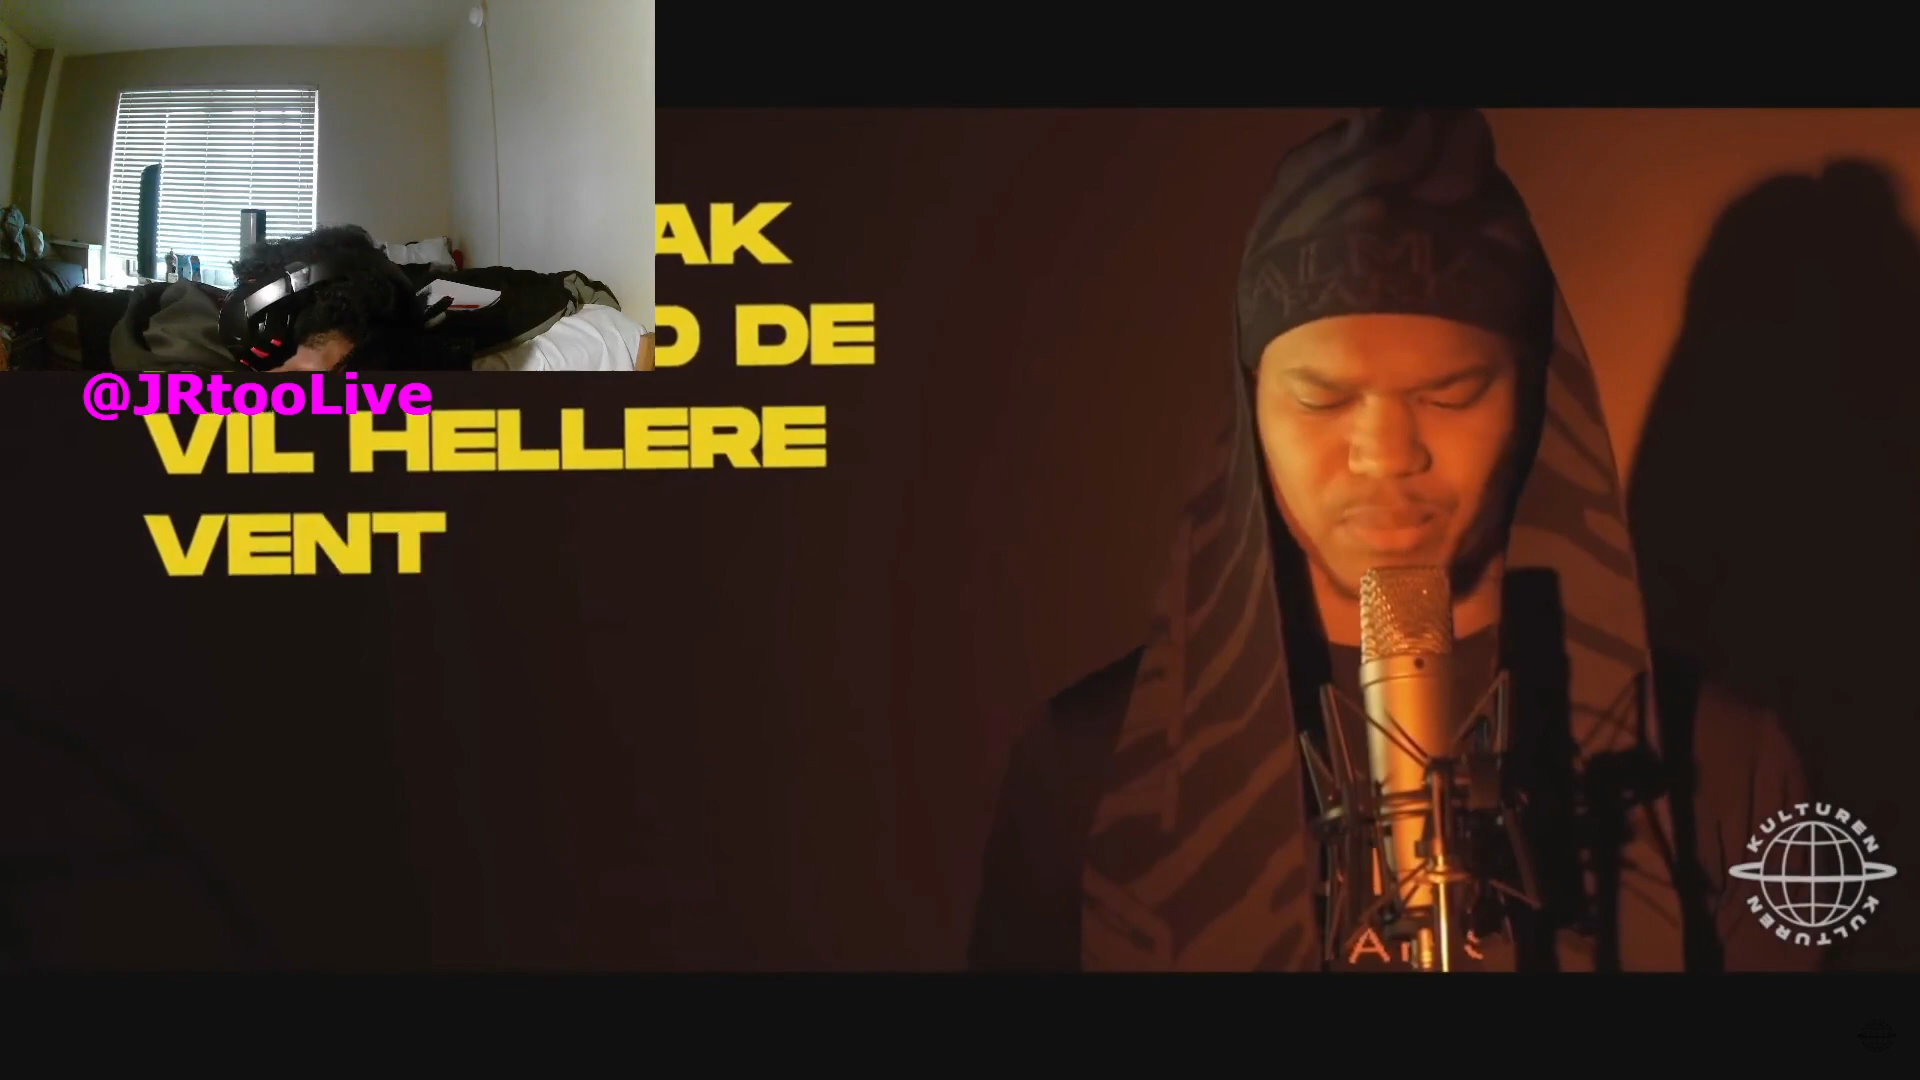 AK
D DE
@JRtooLive
VIL HELLERE
VENT
KULTUREN
KULTUREN